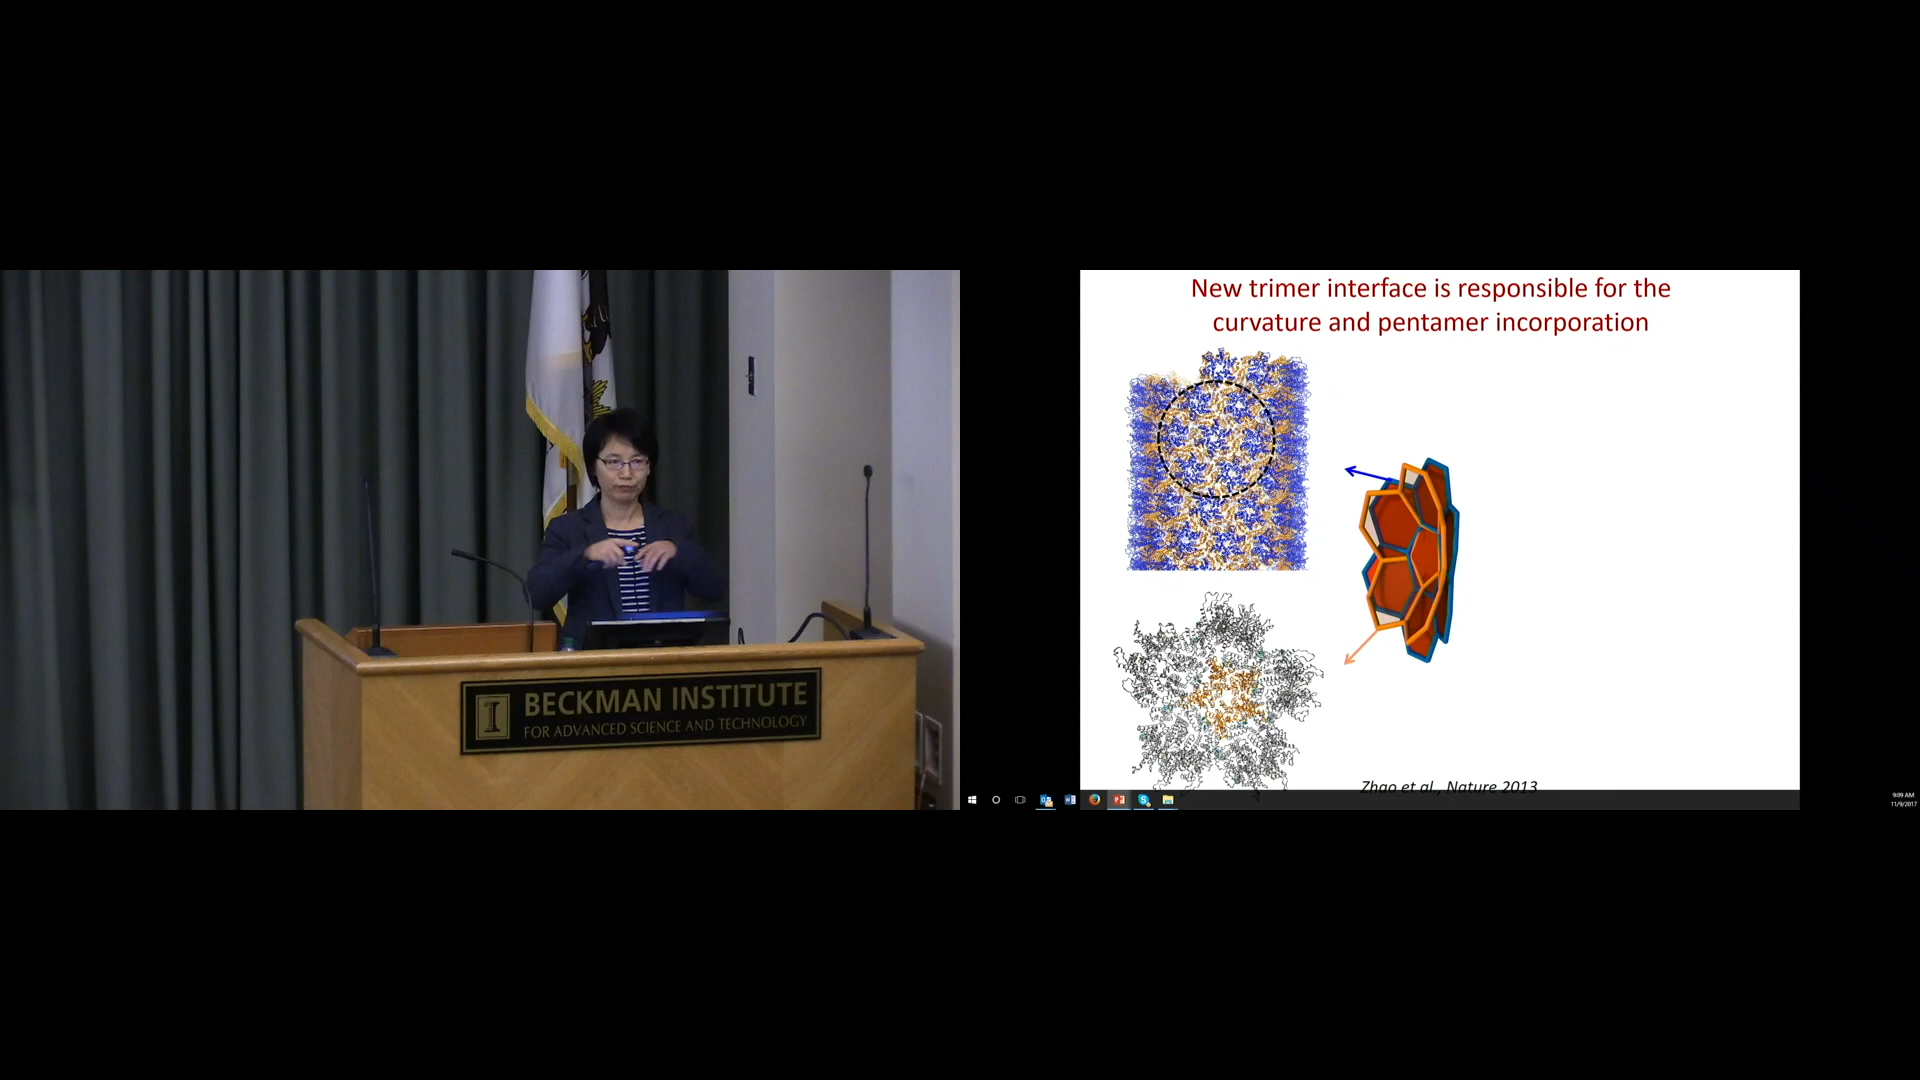 New trimer interface is responsible for the
curvature and pentamer incorporation
Zhao et al., Nature 2013
I
BECKMAN INSTITUTE
FOR ADVANCED SCIENCE AND TECHNOLOGY
9:09 AM
11/9/2017